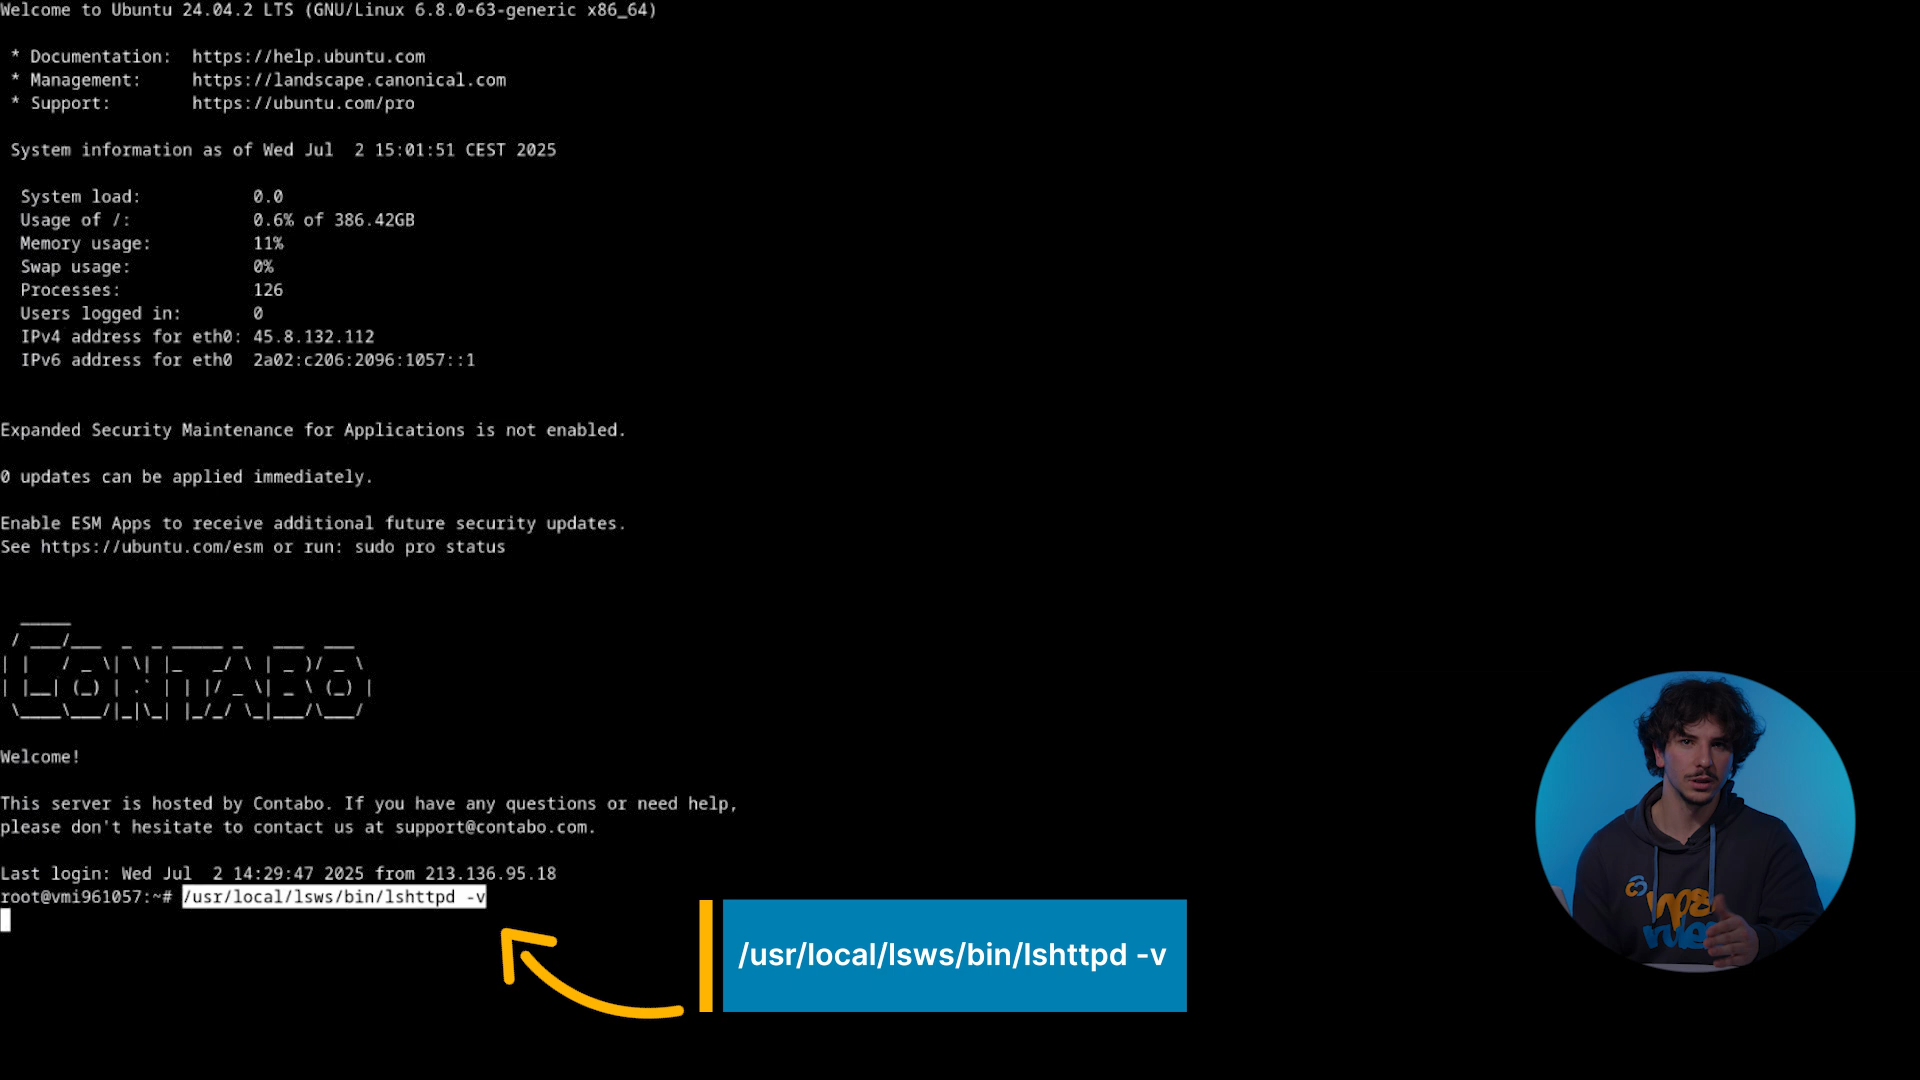 Welcome to Ubuntu 24.04.2 LTS (GNU/Linux 6.8.0-63-generic x86_64)
* Documentation: https://help.ubuntu.com
* Management: https://landscape.canonical.com
* Support: https://ubuntu.com/pro
System information as of Wed Jul 2 15:01:51 CEST 2025
System load: 0.0
Usage of /: 0.6% of 386.42GB
Memory usage: 11%
Swap usage: 0%
Processes: 126
Users logged in: 0
IPv4 address for eth0: 45.8.132.112
IPv6 address for eth0 2a02:c206:2096:1057::1
Expanded Security Maintenance for Applications is not enabled.
0 updates can be applied immediately.
Enable ESM Apps to receive additional future security updates.
See https://ubuntu.com/esm or run: sudo pro status
CONTABO
Welcome!
This server is hosted by Contabo. If you have any questions or need help,
please don't hesitate to contact us at support@contabo.com.
Last login: Wed Jul 2 14:29:47 2025 from 213.136.95.18
root@vmi961057:~# /usr/local/lsws/bin/lshttpd -v
/usr/local/lsws/bin/lshttpd -v